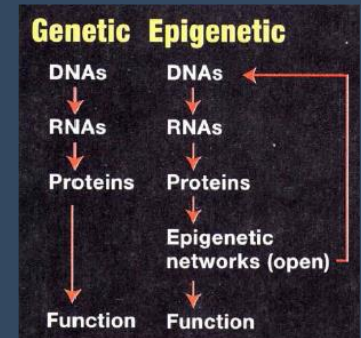 Genetic Epigenetic
DNAs DNAs
RNAs RNAs
Proteins Proteins
Epigenetic
networks (open)
Function Function